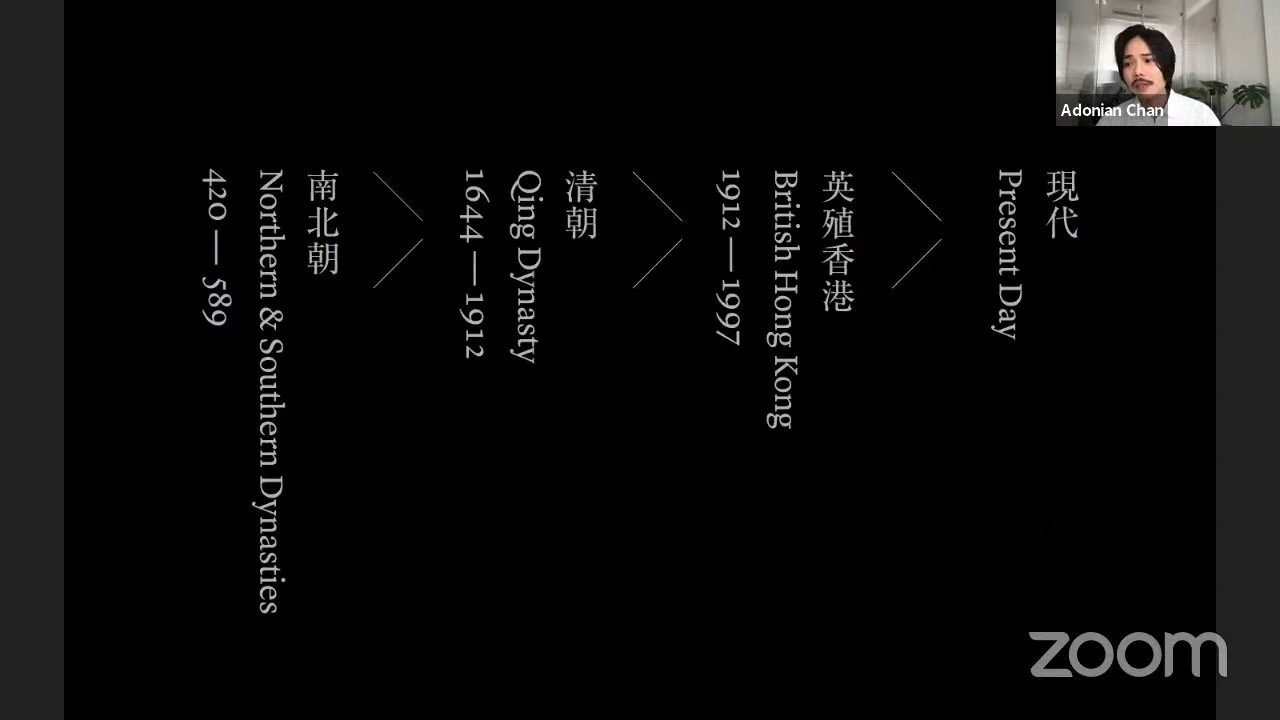 南北朝
Northern & Southern Dynasties
420 — 589
清朝
Qing Dynasty
1644 — 1912
英殖香港
British Hong Kong
1912 — 1997
現代
Present Day
Adonian Chan
zoom